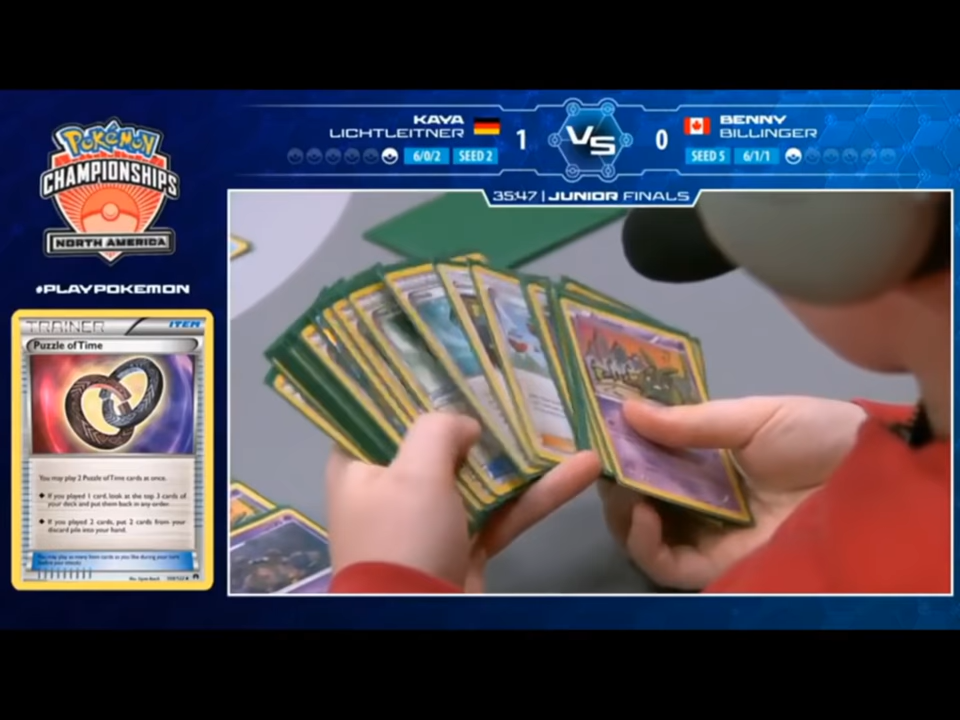 KAYA
LICHTLEITNER
1
VS
0
BENNY
BILLINGER
6/0/2
SEED 2
SEED 5
6/1/1
35:47 | JUNIOR FINALS
Pokémon
CHAMPIONSHIPS
NORTH AMERICA
#PLAYPOKEMON
TRAINER
ITEM
Puzzle of Time
You may play 2 Puzzle of Time cards at once.
If you played 1 card, look at the top 3 cards of
your deck and put them back in any order.
If you played 2 cards, put 2 cards from your
discard pile into your hand.